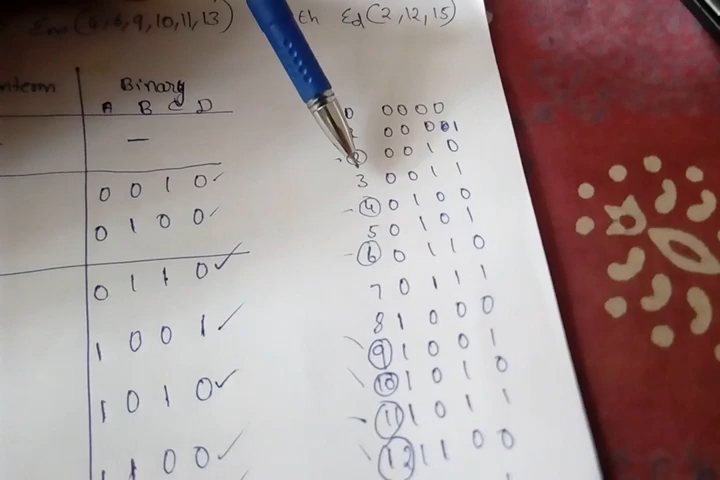 Σm(4,6,9,10,11,13) Σd(2,12,15)
Binary
A B C D
—
0 0 1 0 ✓
0 1 0 0 ✓
0 1 1 0 ✓
1 0 0 1 ✓
1 0 1 0 ✓
1 1 0 0 ✓
0 0 0 0 0
0 0 0 1
2 0 0 1 0
3 0 0 1 1
4 0 1 0 0
5 0 1 0 1
6 0 1 1 0
7 0 1 1 1
8 1 0 0 0
9 1 0 0 1
10 1 0 1 0
11 1 0 1 1
12 1 1 0 0